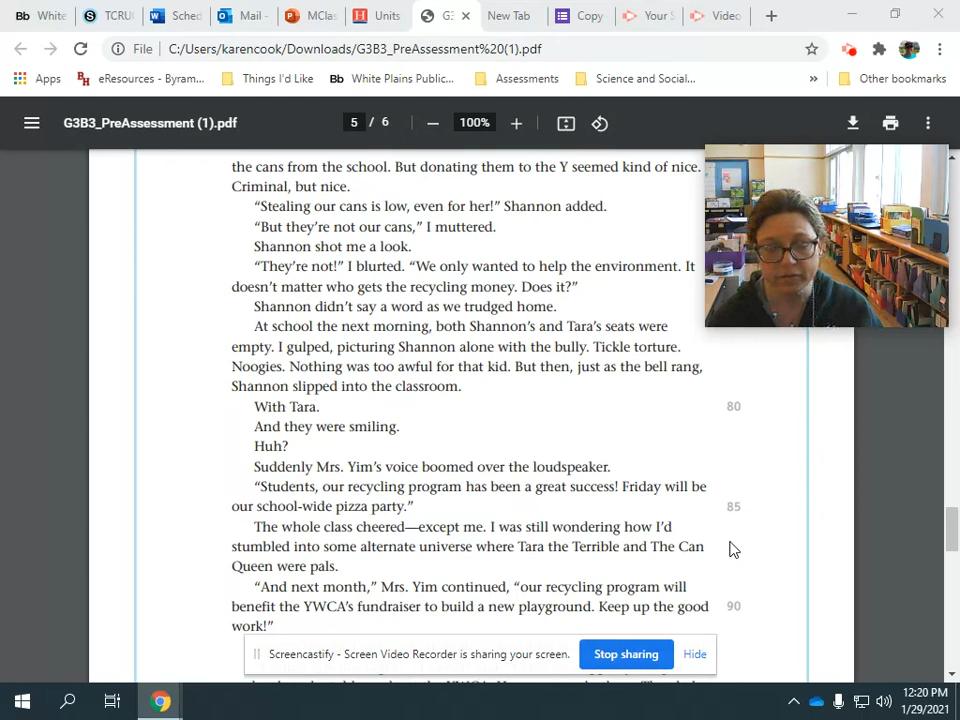 White
TCRU
Sched
Mail -
MClas
Units
G3
New Tab
Copy
Your S
Video
File C:/Users/karencook/Downloads/G3B3_PreAssessment%20(1).pdf
Apps eResources - Byram... Things I'd Like White Plains Public... Assessments Science and Social... » Other bookmarks
G3B3_PreAssessment (1).pdf 5 / 6 100%
the cans from the school. But donating them to the Y seemed kind of nice.
Criminal, but nice.
“Stealing our cans is low, even for her!” Shannon added.
“But they’re not our cans,” I muttered.
Shannon shot me a look.
“They’re not!” I blurted. “We only wanted to help the environment. It
doesn’t matter who gets the recycling money. Does it?”
Shannon didn’t say a word as we trudged home.
At school the next morning, both Shannon’s and Tara’s seats were
empty. I gulped, picturing Shannon alone with the bully. Tickle torture.
Noogies. Nothing was too awful for that kid. But then, just as the bell rang,
Shannon slipped into the classroom.
With Tara. 80
And they were smiling.
Huh?
Suddenly Mrs. Yim’s voice boomed over the loudspeaker.
“Students, our recycling program has been a great success! Friday will be
our school-wide pizza party.” 85
The whole class cheered—except me. I was still wondering how I’d
stumbled into some alternate universe where Tara the Terrible and The Can
Queen were pals.
“And next month,” Mrs. Yim continued, “our recycling program will
benefit the YWCA’s fundraiser to build a new playground. Keep up the good 90
work!”
Screencastify - Screen Video Recorder is sharing your screen. Stop sharing Hide
12:20 PM
1/29/2021